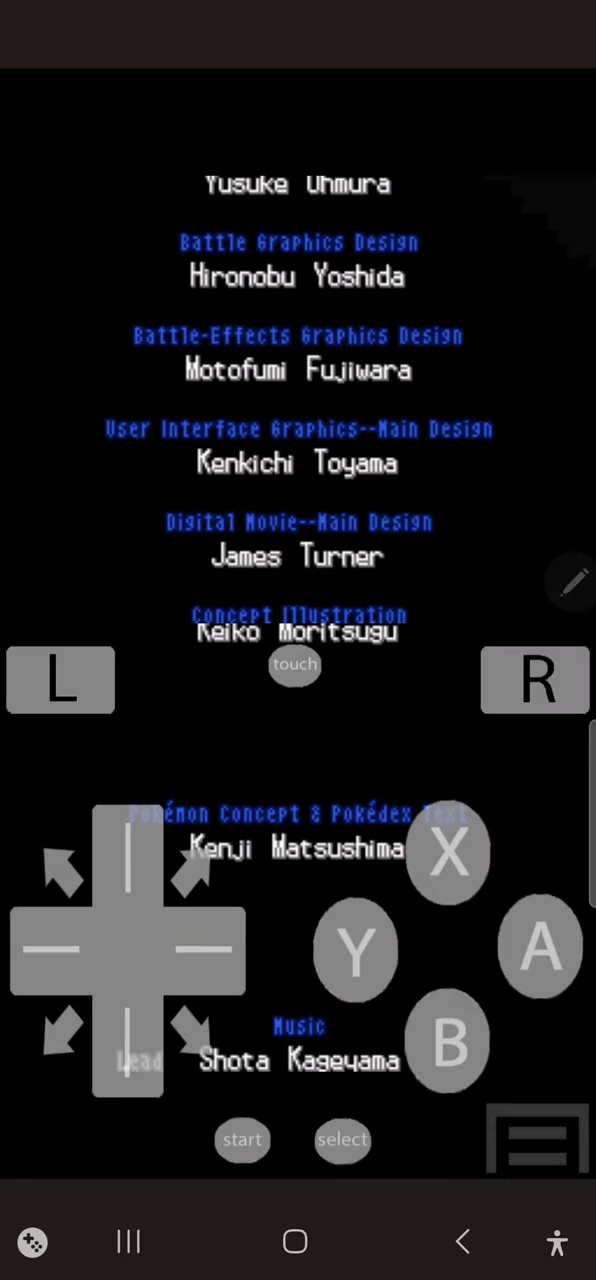 Yusuke Ohmura
Battle Graphics Design
Hironobu Yoshida
Battle-Effects Graphics Design
Motofumi Fujiwara
User Interface Graphics--Main Design
Kenkichi Toyama
Digital Movie--Main Design
James Turner
Concept Illustration
Reiko Moritsugu
touch
L
R
Pokémon Concept & Pokédex Text
Kenji Matsushima
X
Y
A
Music
B
Lead Shota Kageyama
start
select